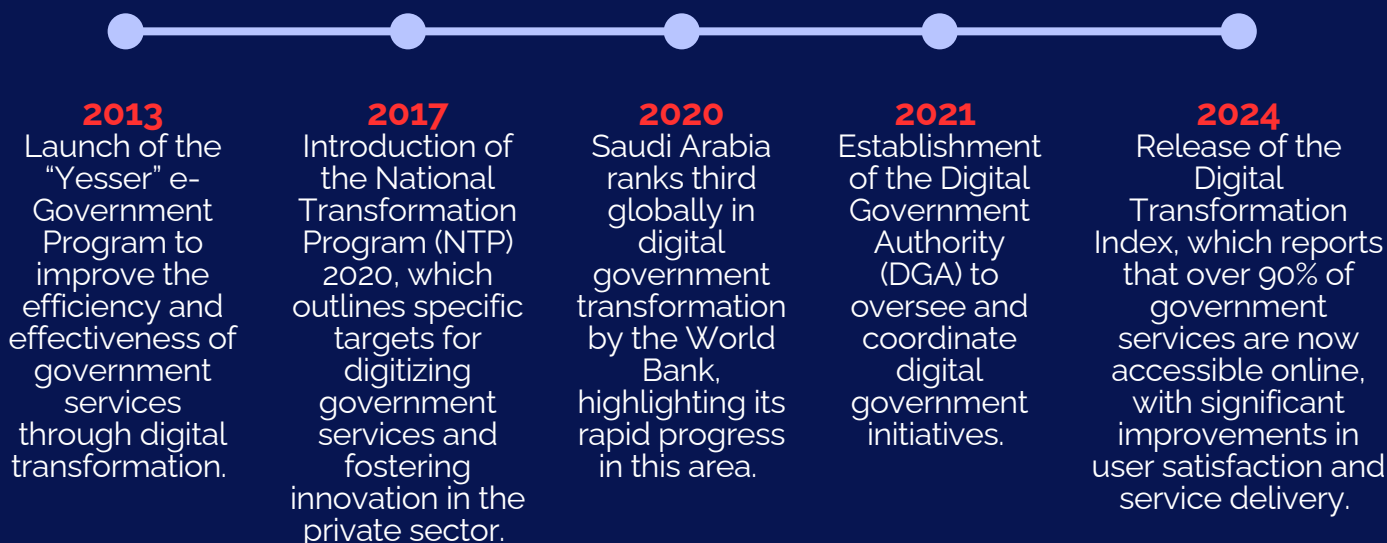 2013
Launch of the
“Yesser” e-
Government
Program to
improve the
efficiency and
effectiveness of
government
services
through digital
transformation.
2017
Introduction of
the National
Transformation
Program (NTP)
2020, which
outlines specific
targets for
digitizing
government
services and
fostering
innovation in the
private sector.
2020
Saudi Arabia
ranks third
globally in
digital
government
transformation
by the World
Bank,
highlighting its
rapid progress
in this area.
2021
Establishment
of the Digital
Government
Authority
(DGA) to
oversee and
coordinate
digital
government
initiatives.
2024
Release of the
Digital
Transformation
Index, which reports
that over 90% of
government
services are now
accessible online,
with significant
improvements in
user satisfaction and
service delivery.